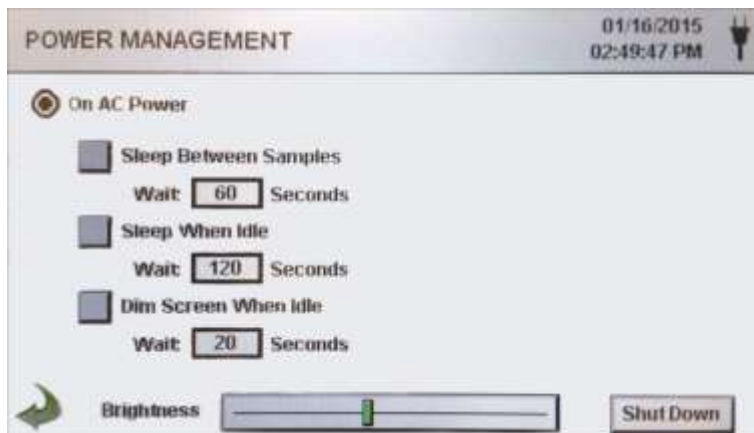 POWER MANAGEMENT
01/16/2015
02:49:47 PM
On AC Power
Sleep Between Samples
Wait: 60 Seconds
Sleep When Idle
Wait: 120 Seconds
Dim Screen When Idle
Wait: 20 Seconds
Brightness
Shut Down